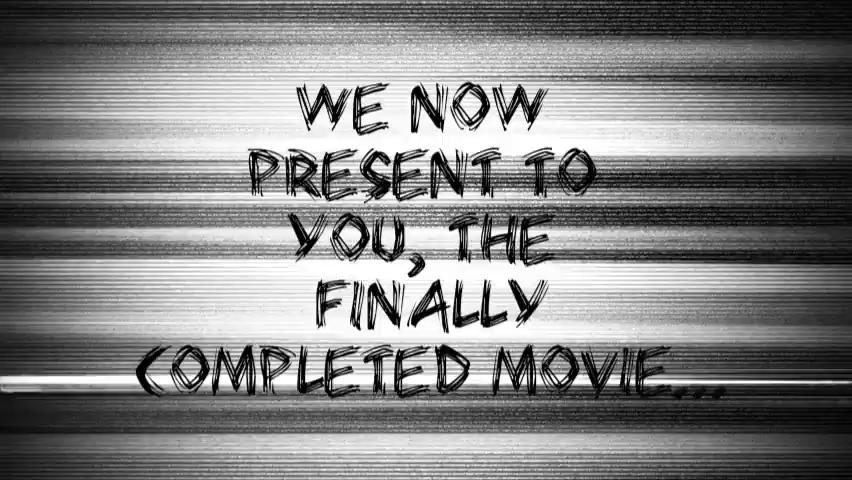 WE NOW
PRESENT TO
YOU, THE
FINALLY
COMPLETED MOVIE...